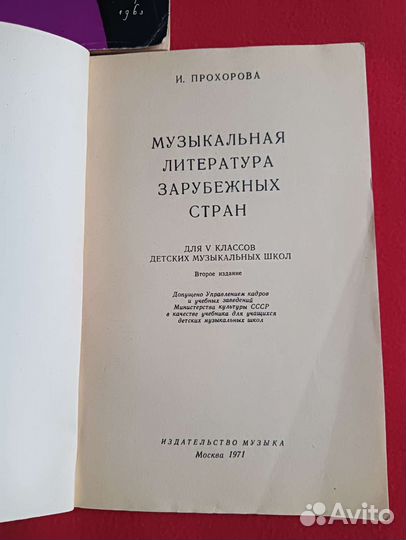 1963
И. ПРОХОРОВА
МУЗЫКАЛЬНАЯ
ЛИТЕРАТУРА
ЗАРУБЕЖНЫХ
СТРАН
ДЛЯ V КЛАССОВ
ДЕТСКИХ МУЗЫКАЛЬНЫХ ШКОЛ
Второе издание
Допущено Управлением кадров
и учебных заведений
Министерства культуры СССР
в качестве учебника для учащихся
детских музыкальных школ
ИЗДАТЕЛЬСТВО МУЗЫКА
Москва 1971
Avito